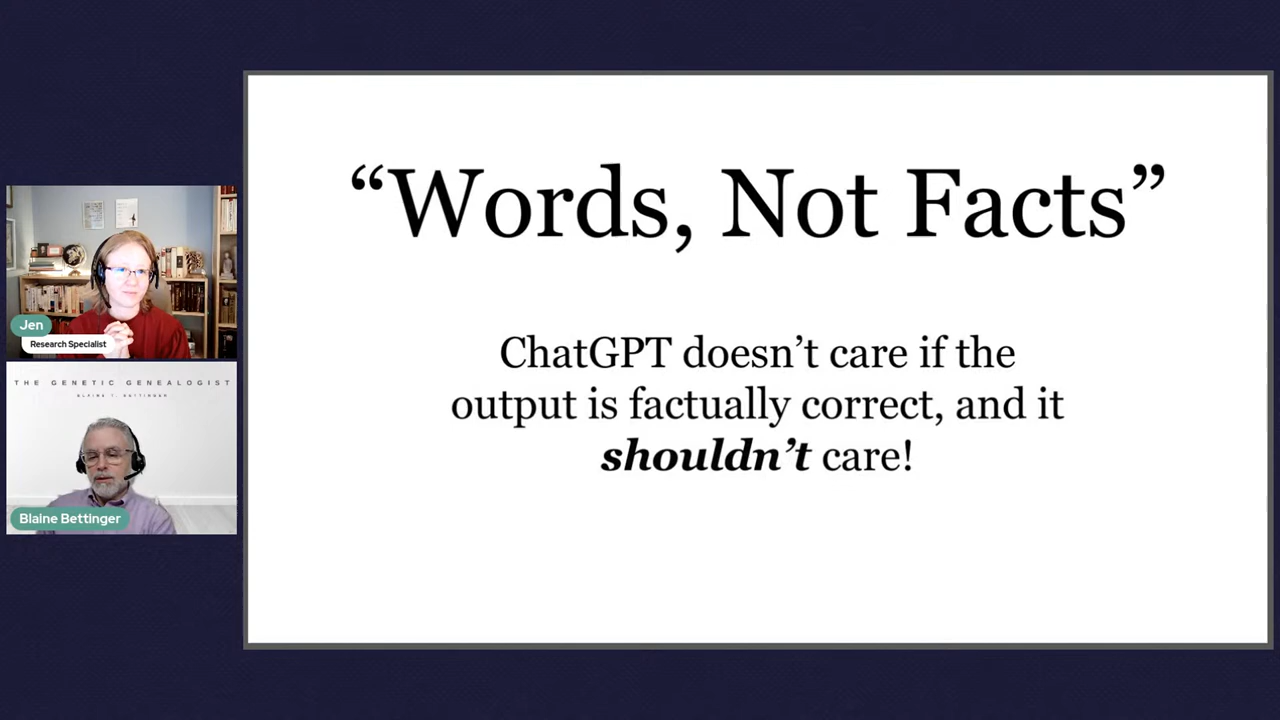 “Words, Not Facts”
ChatGPT doesn’t care if the
output is factually correct, and it
shouldn’t care!
Jen
Research Specialist
THE GENETIC GENEALOGIST
BLAINE T. BETTINGER
Blaine Bettinger